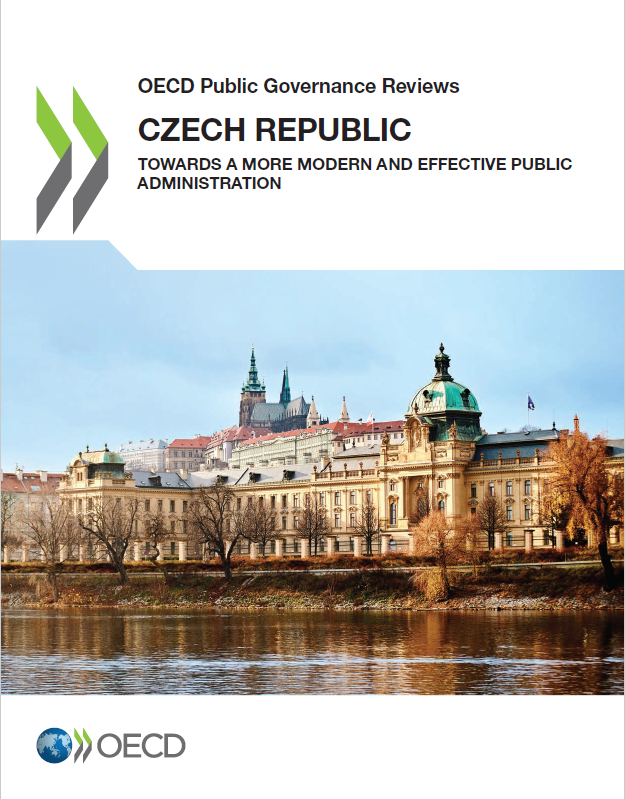 OECD Public Governance Reviews
CZECH REPUBLIC
TOWARDS A MORE MODERN AND EFFECTIVE PUBLIC
ADMINISTRATION
OECD